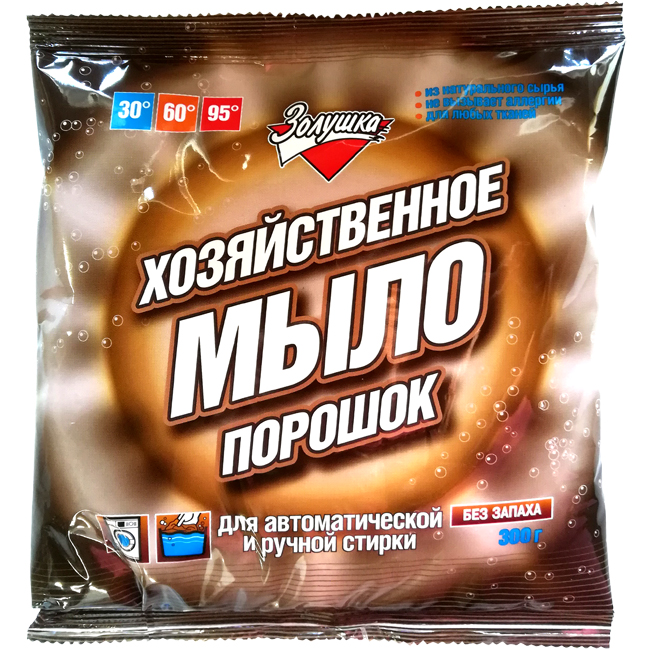 30° 60° 95°
Золушка
из натурального сырья
не вызывает аллергии
для любых тканей
ХОЗЯЙСТВЕННОЕ
МЫЛО
ПОРОШОК
для автоматической
и ручной стирки
БЕЗ ЗАПАХА
300 г